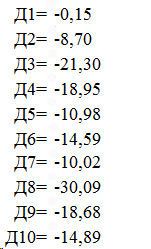 Д1= -0,15
Д2= -8,70
Д3= -21,30
Д4= -18,95
Д5= -10,98
Д6= -14,59
Д7= -10,02
Д8= -30,09
Д9= -18,68
Д10= -14,89